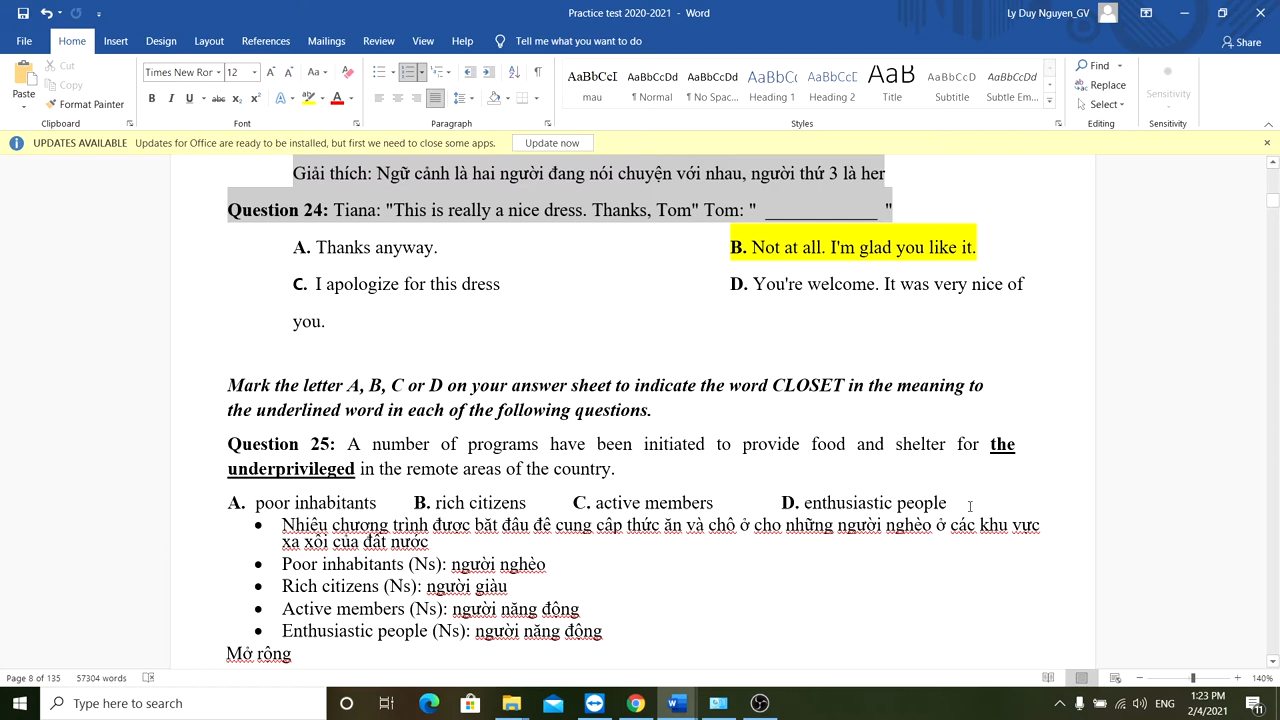 Practice test 2020-2021 - Word
Ly Duy Nguyen_GV
File Home Insert Design Layout References Mailings Review View Help Tell me what you want to do Share
Paste Cut Copy Format Painter
Times New Ror 12 Aa
B I U abc x₂ x² A
AaBbCcI AaBbCcDd AaBbCcDd AaBbC AaBbCcE AaB AaBbCcD AaBbCcDd
mau ¶ Normal ¶ No Spac... Heading 1 Heading 2 Title Subtitle Subtle Em...
Find Replace Select Sensitivity
Clipboard Font Paragraph Styles Editing Sensitivity
UPDATES AVAILABLE Updates for Office are ready to be installed, but first we need to close some apps. Update now
Giải thích: Ngữ cảnh là hai người đang nói chuyện với nhau, người thứ 3 là her
Question 24: Tiana: "This is really a nice dress. Thanks, Tom" Tom: " ____________ "
A. Thanks anyway. B. Not at all. I'm glad you like it.
C. I apologize for this dress D. You're welcome. It was very nice of
you.
Mark the letter A, B, C or D on your answer sheet to indicate the word CLOSET in the meaning to
the underlined word in each of the following questions.
Question 25: A number of programs have been initiated to provide food and shelter for the
underprivileged in the remote areas of the country.
A. poor inhabitants B. rich citizens C. active members D. enthusiastic people
• Nhiều chương trình được bắt đầu để cung cấp thức ăn và chỗ ở cho những người nghèo ở các khu vực
xa xôi của đất nước
• Poor inhabitants (Ns): người nghèo
• Rich citizens (Ns): người giàu
• Active members (Ns): người năng động
• Enthusiastic people (Ns): người năng động
Mở rộng
Page 8 of 135 57304 words 140%
Type here to search ENG 1:23 PM
2/4/2021 11